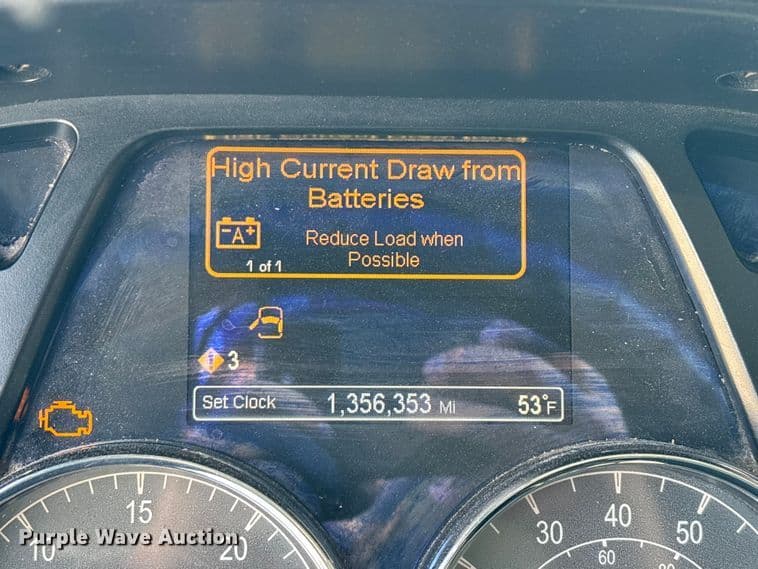 High Current Draw from
Batteries
-A+
Reduce Load when
Possible
1 of 1
3
Set Clock 1,356,353 Mi 53°F
10 15 20
30 40 50
60
Purple Wave Auction